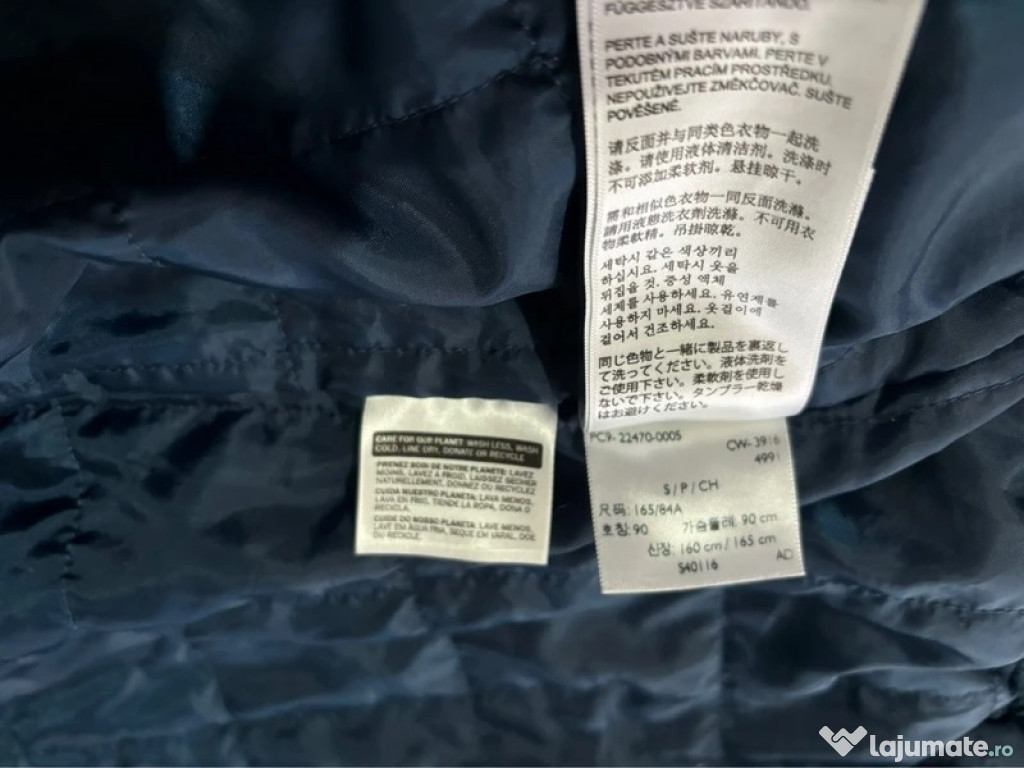 FÜGGESZTVE SZÁRÍTANDÓ.
PERTE A SUŠTE NARUBY, S
PODOBNÝMI BARVAMI. PERTE V
TEKUTÉM PRACÍM PROSTŘEDKU.
NEPOUŽIVEJTE ZMĚKČOVAČ. SUŠTE
POVĚŠENÉ.
请反面并与同类色衣物一起洗
涤。请使用液体清洁剂。洗涤时
不可添加柔软剂。悬挂晾干。
需和相似色衣物一同反面洗滌。
請用液態洗衣劑洗滌。不可用衣
物柔軟精。吊掛晾乾。
세탁시 같은 색상끼리
하십시요. 세탁시 옷을
뒤집을 것. 중성 액체
세제를 사용하세요. 유연제를
사용하지 마세요. 옷걸이에
걸어서 건조하세요.
同じ色物と一緒に製品を裏返し
て洗ってください。液体洗剤を
ご使用下さい。柔軟剤を使用し
ないで下さい。タンブラー乾燥
はお避けください。
PC9- 22470-0005
CW- 3916
4991
S / P / CH
尺码: 165/84A
호칭: 90 가슴둘레: 90 cm
신장: 160 cm / 165 cm
S40116 AD
CARE FOR OUR PLANET: WASH LESS, WASH
COLD, LINE DRY, DONATE OR RECYCLE
PRENEZ SOIN DE NOTRE PLANÈTE: LAVEZ
MOINS, LAVEZ À FROID, LAISSEZ SÉCHER
NATURELLEMENT, DONNEZ OU RECYCLEZ
CUIDA NUESTRO PLANETA: LAVA MENOS,
LAVA EN FRÍO, TIENDE LA ROPA, DONA O
RECICLA.
CUIDE DO NOSSO PLANETA: LAVE MENOS,
LAVE EM ÁGUA FRIA, SEQUE EM VARAL, DOE
OU RECICLE.
lajumate.ro